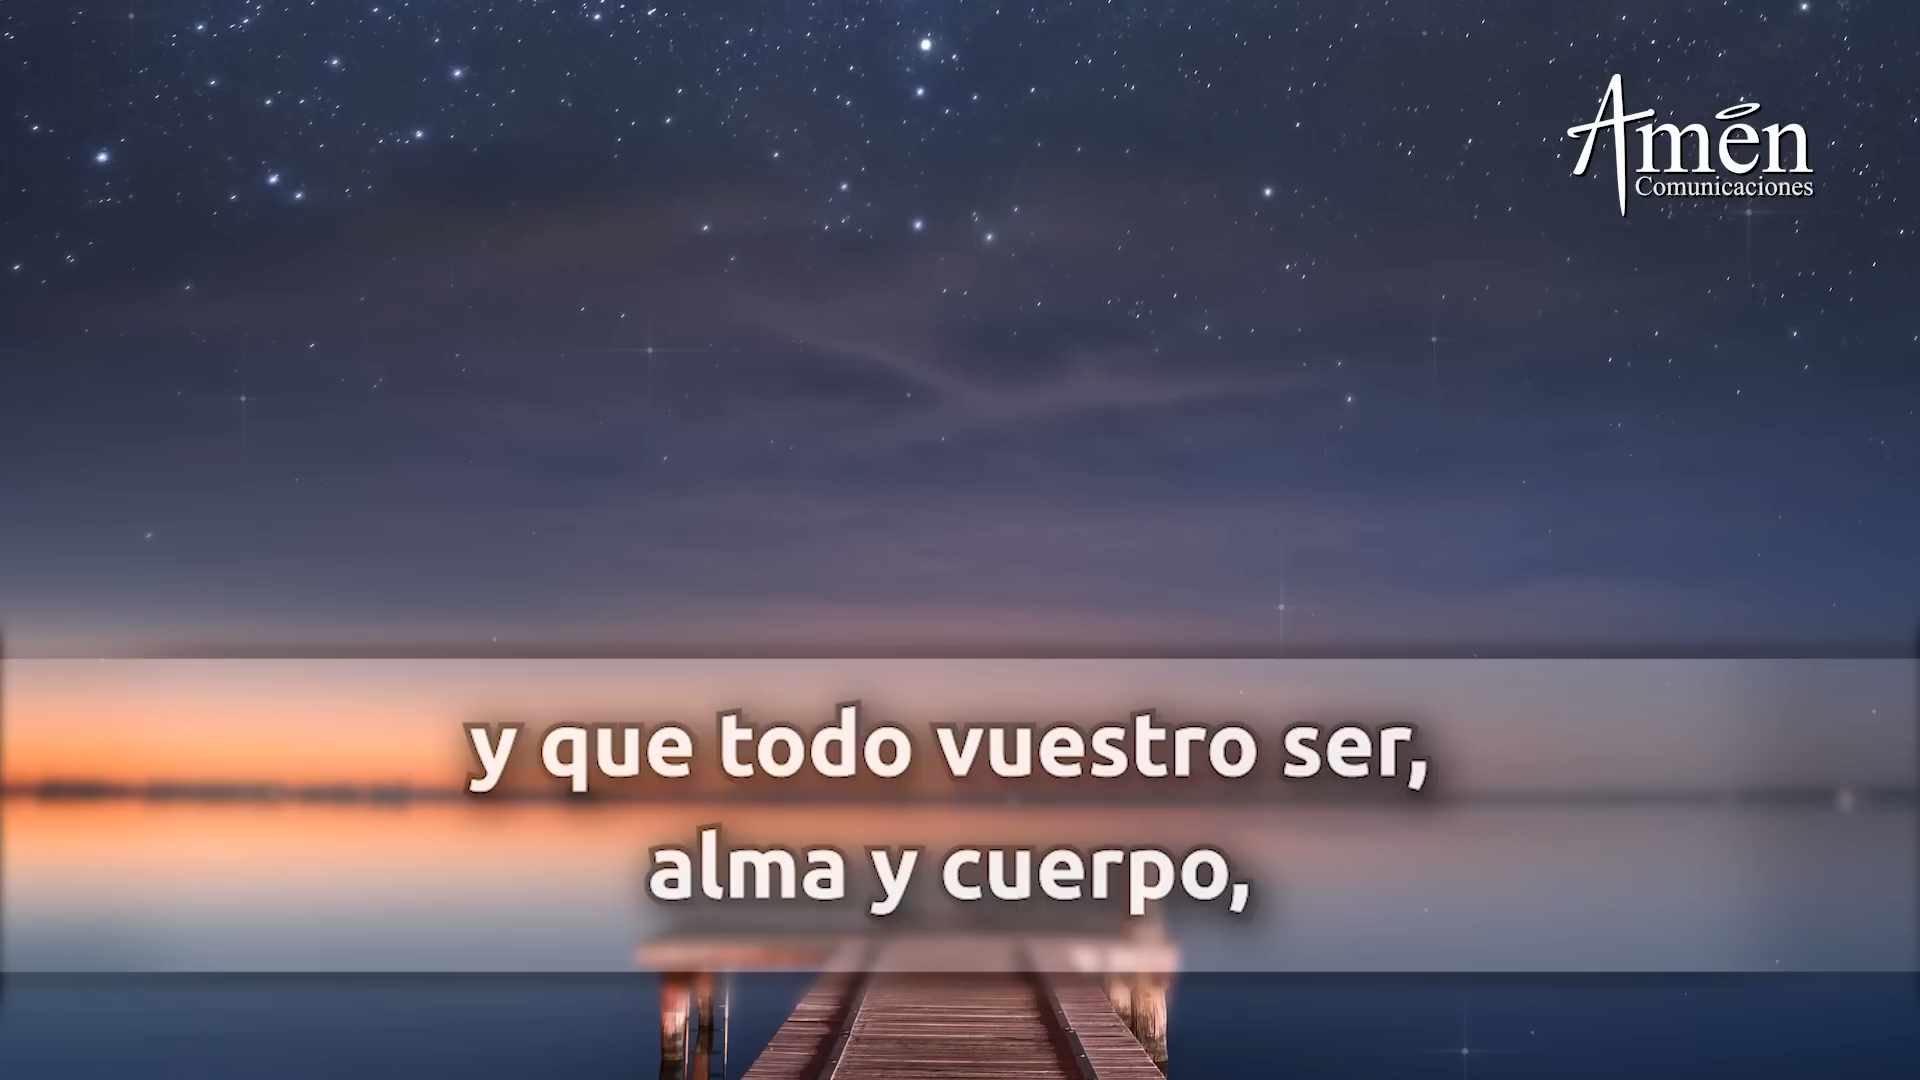 Amén
Comunicaciones
y que todo vuestro ser,
alma y cuerpo,